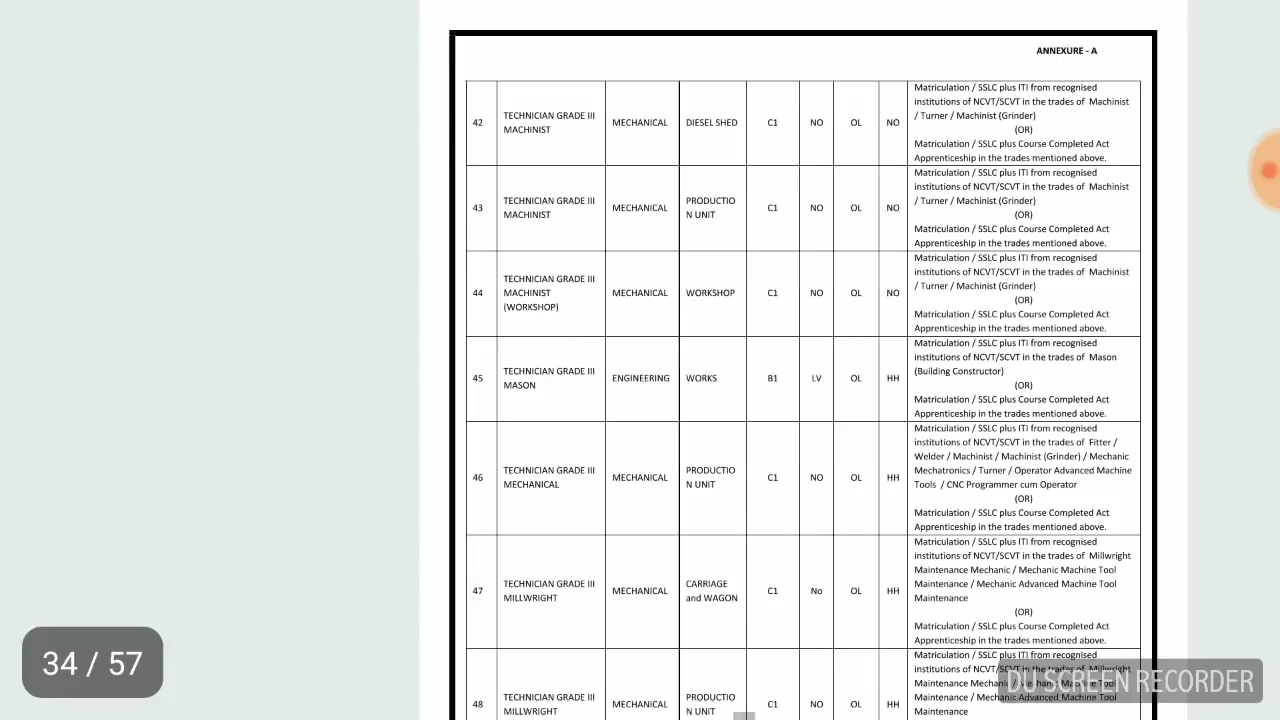 ANNEXURE - A
42
TECHNICIAN GRADE III
MACHINIST
MECHANICAL
DIESEL SHED
C1
NO
OL
NO
Matriculation / SSLC plus ITI from recognised
institutions of NCVT/SCVT in the trades of Machinist
/ Turner / Machinist (Grinder)
(OR)
Matriculation / SSLC plus Course Completed Act
Apprenticeship in the trades mentioned above.
43
TECHNICIAN GRADE III
MACHINIST
MECHANICAL
PRODUCTIO
N UNIT
C1
NO
OL
NO
Matriculation / SSLC plus ITI from recognised
institutions of NCVT/SCVT in the trades of Machinist
/ Turner / Machinist (Grinder)
(OR)
Matriculation / SSLC plus Course Completed Act
Apprenticeship in the trades mentioned above.
44
TECHNICIAN GRADE III
MACHINIST
(WORKSHOP)
MECHANICAL
WORKSHOP
C1
NO
OL
NO
Matriculation / SSLC plus ITI from recognised
institutions of NCVT/SCVT in the trades of Machinist
/ Turner / Machinist (Grinder)
(OR)
Matriculation / SSLC plus Course Completed Act
Apprenticeship in the trades mentioned above.
45
TECHNICIAN GRADE III
MASON
ENGINEERING
WORKS
B1
LV
OL
HH
Matriculation / SSLC plus ITI from recognised
institutions of NCVT/SCVT in the trades of Mason
(Building Constructor)
(OR)
Matriculation / SSLC plus Course Completed Act
Apprenticeship in the trades mentioned above.
46
TECHNICIAN GRADE III
MECHANICAL
MECHANICAL
PRODUCTIO
N UNIT
C1
NO
OL
HH
Matriculation / SSLC plus ITI from recognised
institutions of NCVT/SCVT in the trades of Fitter /
Welder / Machinist / Machinist (Grinder) / Mechanic
Mechatronics / Turner / Operator Advanced Machine
Tools / CNC Programmer cum Operator
(OR)
Matriculation / SSLC plus Course Completed Act
Apprenticeship in the trades mentioned above.
47
TECHNICIAN GRADE III
MILLWRIGHT
MECHANICAL
CARRIAGE
and WAGON
C1
No
OL
HH
Matriculation / SSLC plus ITI from recognised
institutions of NCVT/SCVT in the trades of Millwright
Maintenance Mechanic / Mechanic Machine Tool
Maintenance / Mechanic Advanced Machine Tool
Maintenance
(OR)
Matriculation / SSLC plus Course Completed Act
Apprenticeship in the trades mentioned above.
48
TECHNICIAN GRADE III
MILLWRIGHT
MECHANICAL
PRODUCTIO
N UNIT
C1
NO
OL
HH
Matriculation / SSLC plus ITI from recognised
institutions of NCVT/SCVT in the trades of Millwright
Maintenance Mechanic / Mechanic Machine Tool
Maintenance / Mechanic Advanced Machine Tool
Maintenance
34 / 57
DU SCREEN RECORDER